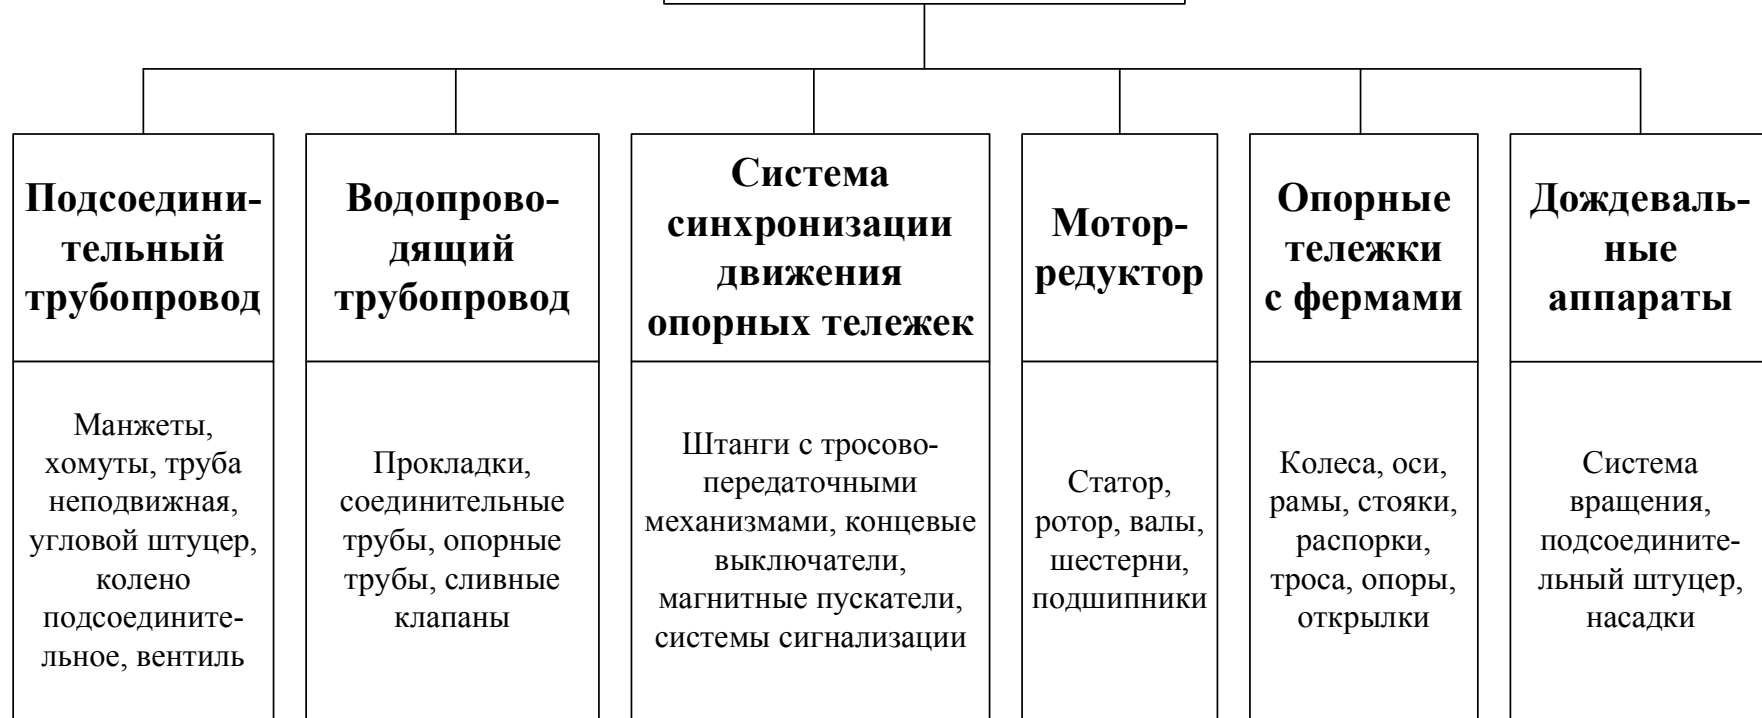 Подсоедини-
тельный
трубопровод
Манжеты,
хомуты, труба
неподвижная,
угловой штуцер,
колено
подсоедините-
льное, вентиль
Водопрово-
дящий
трубопровод
Прокладки,
соединительные
трубы, опорные
трубы, сливные
клапаны
Система
синхронизации
движения
опорных тележек
Штанги с тросово-
передаточными
механизмами, концевые
выключатели,
магнитные пускатели,
системы сигнализации
Мотор-
редуктор
Статор,
ротор, валы,
шестерни,
подшипники
Опорные
тележки
с фермами
Колеса, оси,
рамы, стояки,
распорки,
троса, опоры,
открылки
Дождеваль-
ные
аппараты
Система
вращения,
подсоедините-
льный штуцер,
насадки